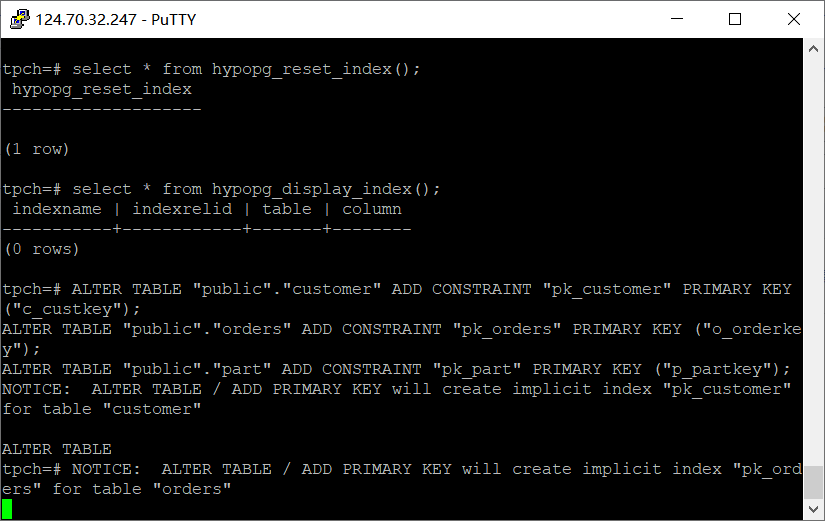 124.70.32.247 - PuTTY
tpch=# select * from hypopg_reset_index();
 hypopg_reset_index
--------------------

(1 row)

tpch=# select * from hypopg_display_index();
 indexname | indexrelid | table | column
-----------+------------+-------+--------
(0 rows)

tpch=# ALTER TABLE "public"."customer" ADD CONSTRAINT "pk_customer" PRIMARY KEY
("c_custkey");
ALTER TABLE "public"."orders" ADD CONSTRAINT "pk_orders" PRIMARY KEY ("o_orderke
y");
ALTER TABLE "public"."part" ADD CONSTRAINT "pk_part" PRIMARY KEY ("p_partkey");
NOTICE:  ALTER TABLE / ADD PRIMARY KEY will create implicit index "pk_customer"
for table "customer"

ALTER TABLE
tpch=# NOTICE:  ALTER TABLE / ADD PRIMARY KEY will create implicit index "pk_ord
ers" for table "orders"